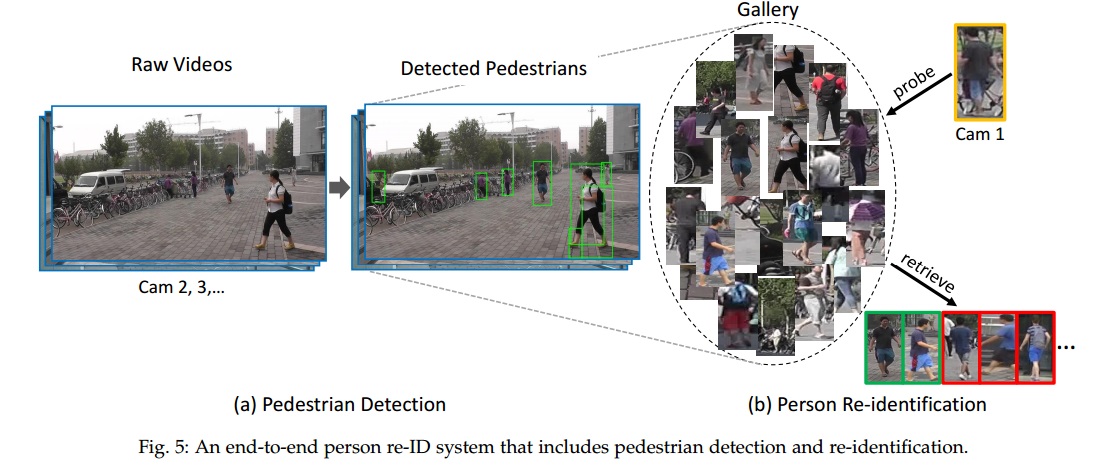 Gallery
Raw Videos
Detected Pedestrians
probe
Cam 1
Cam 2, 3,...
retrieve
...
(a) Pedestrian Detection
(b) Person Re-identification
Fig. 5: An end-to-end person re-ID system that includes pedestrian detection and re-identification.